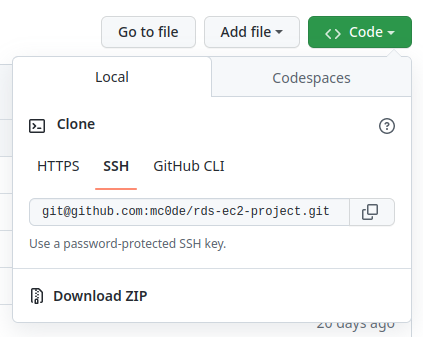 Go to file
Add file
Code
Local
Codespaces
Clone
HTTPS
SSH
GitHub CLI
git@github.com:mc0de/rds-ec2-project.git
Use a password-protected SSH key.
Download ZIP
20 days ago